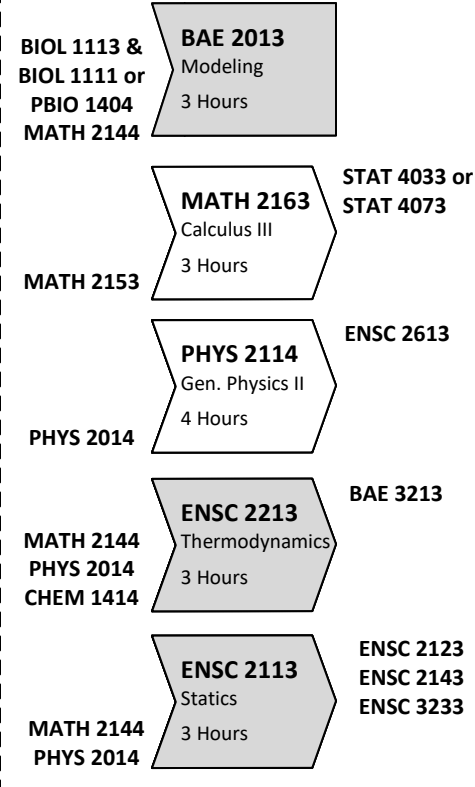 BIOL 1113 &
BIOL 1111 or
PBIO 1404
MATH 2144
BAE 2013
Modeling
3 Hours
MATH 2153
MATH 2163
Calculus III
3 Hours
STAT 4033 or
STAT 4073
PHYS 2014
PHYS 2114
Gen. Physics II
4 Hours
ENSC 2613
MATH 2144
PHYS 2014
CHEM 1414
ENSC 2213
Thermodynamics
3 Hours
BAE 3213
MATH 2144
PHYS 2014
ENSC 2113
Statics
3 Hours
ENSC 2123
ENSC 2143
ENSC 3233